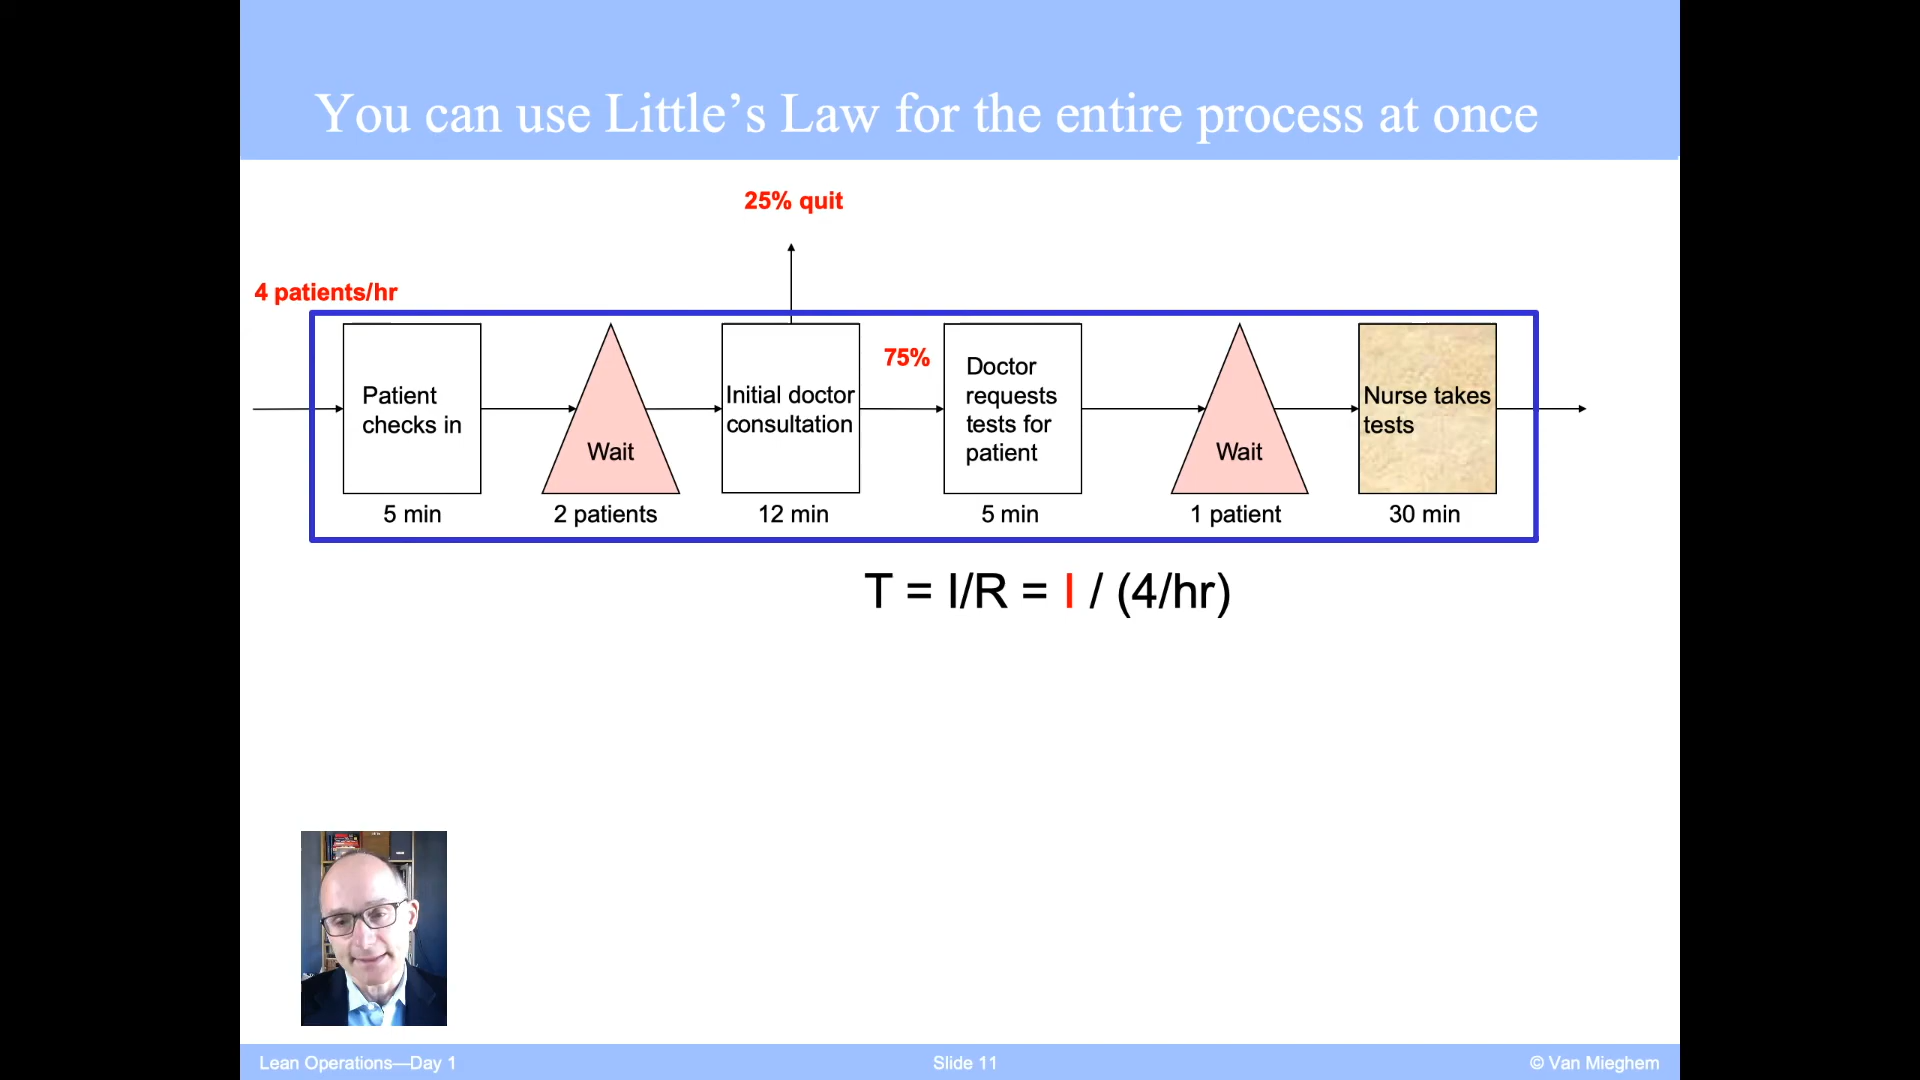 You can use Little's Law for the entire process at once
25% quit
4 patients/hr
75%
Patient
checks in
Wait
Initial doctor
consultation
Doctor
requests
tests for
patient
Wait
Nurse takes
tests
5 min
2 patients
12 min
5 min
1 patient
30 min
T = I/R = I / (4/hr)
Lean Operations—Day 1
Slide 11
© Van Mieghem